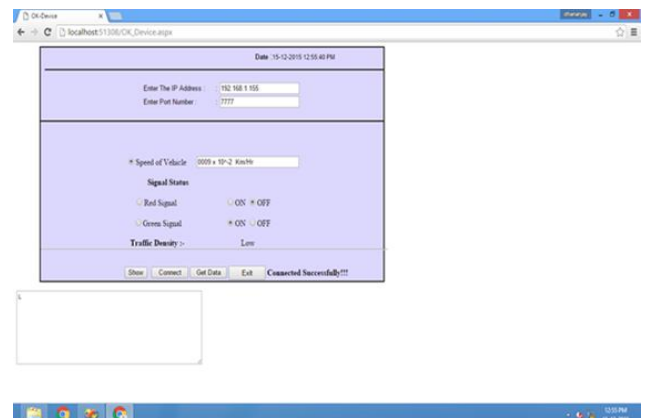 OK-Device
dhananjay
localhost:51308/OK_Device.aspx
Date :15-12-2015 12:55:40 PM
Enter The IP Address : : 192.168.1.155
Enter Port Number : : 7777
Speed of Vehicle 0009 x 10^-2 Km/Hr
Signal Status
Red Signal ON OFF
Green Signal ON OFF
Traffic Density :- Low
Show Connect Get Data Exit Connected Successfully!!!
12:55 PM